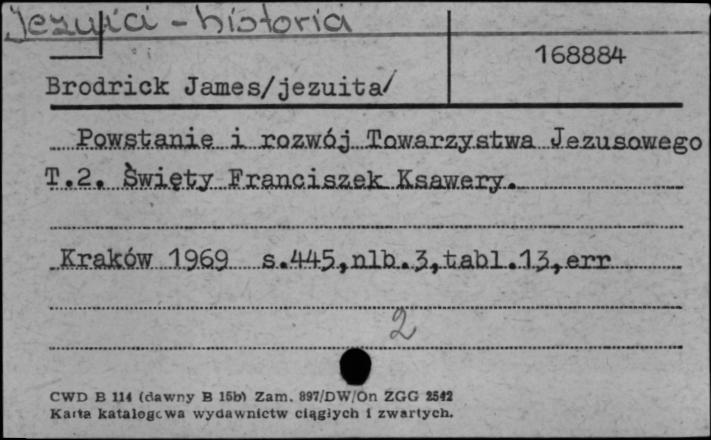 Jezuici - historia
168884
Brodrick James/jezuita/
Powstanie i rozwój Towarzystwa Jezusowego
T.2. Święty Franciszek Ksawery.
Kraków 1969 s.445,nlb.3,tabl.13,err
2
CWD B 114 (dawny B 15b) Zam. 897/DW/On ZGG 2542
Karta katalogowa wydawnictw ciągłych i zwartych.